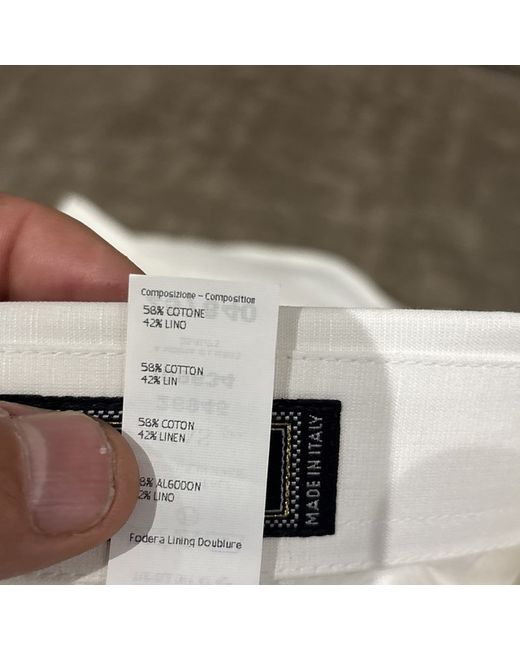 Composizione - Composition
58% COTONE
42% LINO
58% COTTON
42% LIN
58% COTON
42% LINEN
8% ALGODON
2% LINO
Fodera Lining Doublure
MADE IN ITALY